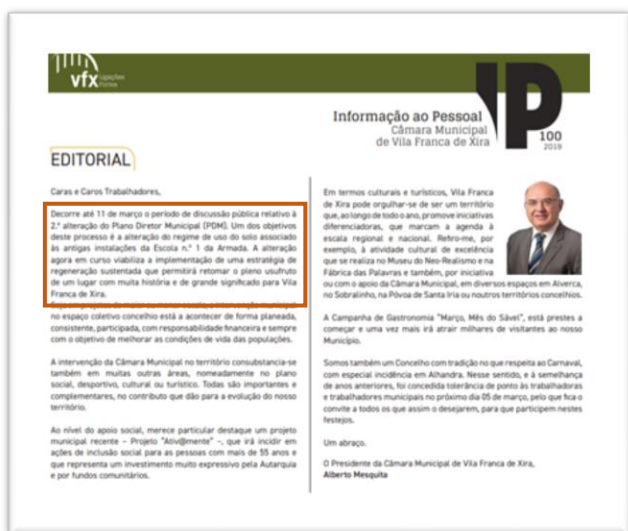 vfx
Informação ao Pessoal
Câmara Municipal
de Vila Franca de Xira
IP
100
2019
EDITORIAL
Caras e Caros Trabalhadores,
Decorre até 11 de março o período de discussão pública relativo à
2.ª alteração do Plano Diretor Municipal (PDM). Um dos objetivos
deste processo é a alteração do regime de uso do solo associado
às antigas instalações da Escola n.º 1 da Armada. A alteração
agora em curso viabiliza a implementação de uma estratégia de
regeneração sustentada que permitirá retomar o pleno usufruto
de um lugar com muita história e de grande significado para Vila
Franca de Xira.
no espaço coletivo concelhio está a acontecer de forma planeada,
consistente, participada, com responsabilidade financeira e sempre
com o objetivo de melhorar as condições de vida das populações.
A intervenção da Câmara Municipal no território consubstancia-se
também em muitas outras áreas, nomeadamente no plano
social, desportivo, cultural ou turístico. Todas são importantes e
complementares, no contributo que dão para a evolução do nosso
território.
Ao nível do apoio social, merece particular destaque um projeto
municipal recente – Projeto "Ativ@mente" –, que irá incidir em
ações de inclusão social para as pessoas com mais de 55 anos e
que representa um investimento muito expressivo pela Autarquia
e por fundos comunitários.
Em termos culturais e turísticos, Vila Franca
de Xira pode orgulhar-se de ser um território
que, ao longo de todo o ano, promove iniciativas
diferenciadoras, que marcam a agenda à
escala regional e nacional. Refiro-me, por
exemplo, à atividade cultural de excelência
que se realiza no Museu do Neo-Realismo e na
Fábrica das Palavras e também, por iniciativa
ou com o apoio da Câmara Municipal, em diversos espaços em Alverca,
no Sobralinho, na Póvoa de Santa Iria ou noutros territórios concelhios.
A Campanha de Gastronomia "Março, Mês do Sável", está prestes a
começar e uma vez mais irá atrair milhares de visitantes ao nosso
Município.
Somos também um Concelho com tradição no que respeita ao Carnaval,
com especial incidência em Alhandra. Nesse sentido, e à semelhança
de anos anteriores, foi concedida tolerância de ponto às trabalhadoras
e trabalhadores municipais no próximo dia 05 de março, pelo que fica o
convite a todos os que assim o desejarem, para que participem nestes
festejos.
Um abraço.
O Presidente da Câmara Municipal de Vila Franca de Xira,
Alberto Mesquita